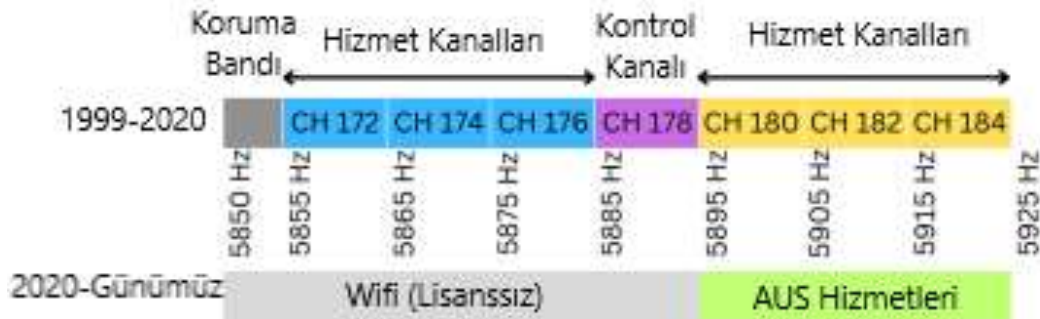 Koruma Bandı
Hizmet Kanalları
Kontrol Kanalı
Hizmet Kanalları
1999-2020
CH 172 CH 174 CH 176 CH 178 CH 180 CH 182 CH 184
5850 Hz
5855 Hz
5865 Hz
5875 Hz
5885 Hz
5895 Hz
5905 Hz
5915 Hz
5925 Hz
2020-Günümüz
Wifi (Lisanssız)
AUS Hizmetleri